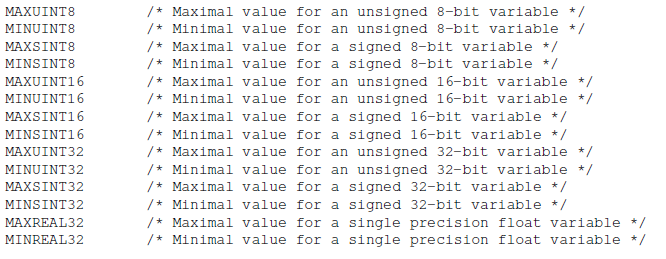 MAXUINT8 /* Maximal value for an unsigned 8-bit variable */
MINUINT8 /* Minimal value for an unsigned 8-bit variable */
MAXSINT8 /* Maximal value for a signed 8-bit variable */
MINSINT8 /* Minimal value for a signed 8-bit variable */
MAXUINT16 /* Maximal value for an unsigned 16-bit variable */
MINUINT16 /* Minimal value for an unsigned 16-bit variable */
MAXSINT16 /* Maximal value for a signed 16-bit variable */
MINSINT16 /* Minimal value for a signed 16-bit variable */
MAXUINT32 /* Maximal value for an unsigned 32-bit variable */
MINUINT32 /* Minimal value for an unsigned 32-bit variable */
MAXSINT32 /* Maximal value for a signed 32-bit variable */
MINSINT32 /* Minimal value for a signed 32-bit variable */
MAXREAL32 /* Maximal value for a single precision float variable */
MINREAL32 /* Minimal value for a single precision float variable */